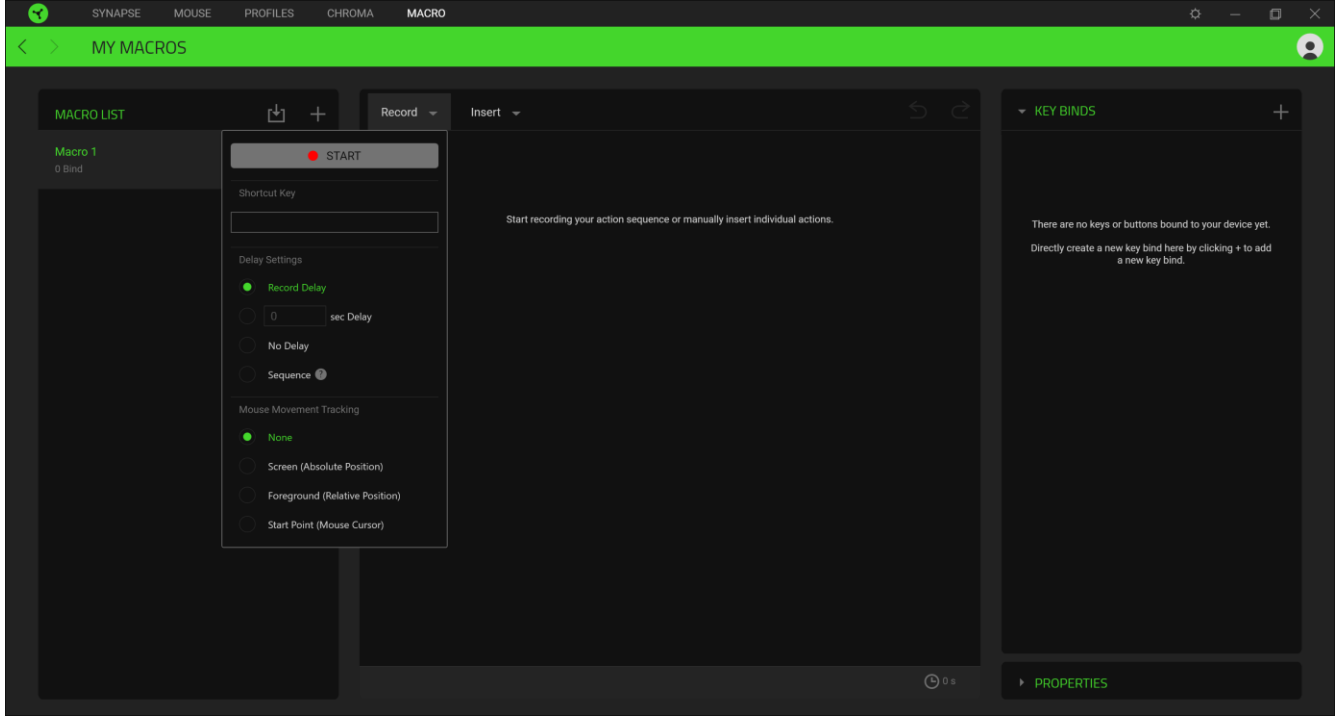 SYNAPSE MOUSE PROFILES CHROMA MACRO
MY MACROS
MACRO LIST
Macro 1
0 Bind
Record
Insert
START
Shortcut Key
Delay Settings
Record Delay
0 sec Delay
No Delay
Sequence ?
Mouse Movement Tracking
None
Screen (Absolute Position)
Foreground (Relative Position)
Start Point (Mouse Cursor)
Start recording your action sequence or manually insert individual actions.
0 s
KEY BINDS
There are no keys or buttons bound to your device yet.
Directly create a new key bind here by clicking + to add
a new key bind.
PROPERTIES